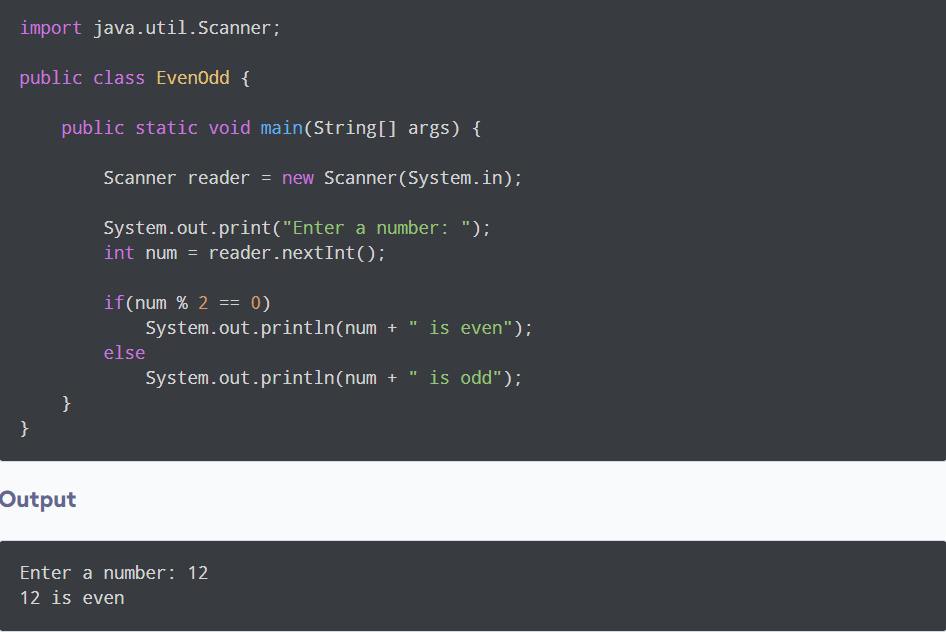 import java.util.Scanner;
public class EvenOdd {
    public static void main(String[] args) {
        Scanner reader = new Scanner(System.in);
        System.out.print("Enter a number: ");
        int num = reader.nextInt();
        if(num % 2 == 0)
            System.out.println(num + " is even");
        else
            System.out.println(num + " is odd");
    }
}
Output
Enter a number: 12
12 is even